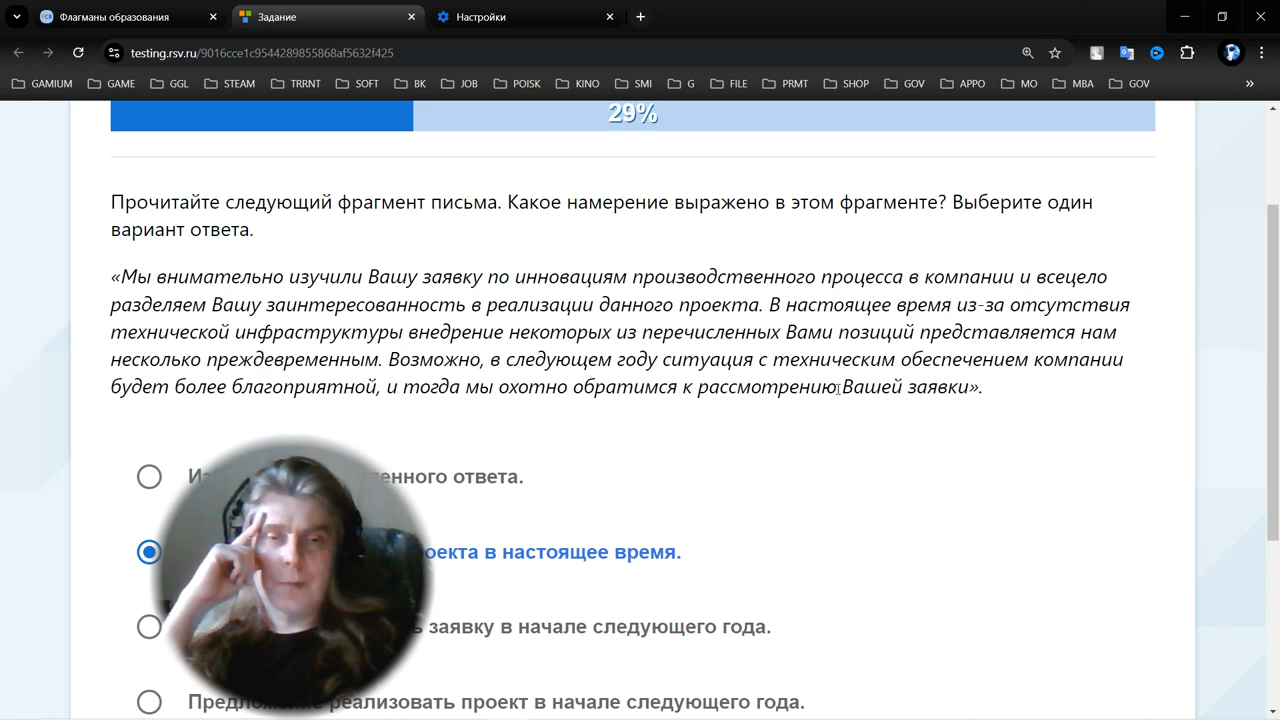 Флагманы образования
Задание
Настройки
testing.rsv.ru/9016cce1c9544289855868af5632f425
GAMIUM GAME GGL STEAM TRRNT SOFT BK JOB POISK KINO SMI G FILE PRMT SHOP GOV APPO MO MBA GOV
29%
Прочитайте следующий фрагмент письма. Какое намерение выражено в этом фрагменте? Выберите один
вариант ответа.
«Мы внимательно изучили Вашу заявку по инновациям производственного процесса в компании и всецело
разделяем Вашу заинтересованность в реализации данного проекта. В настоящее время из-за отсутствия
технической инфраструктуры внедрение некоторых из перечисленных Вами позиций представляется нам
несколько преждевременным. Возможно, в следующем году ситуация с техническим обеспечением компании
будет более благоприятной, и тогда мы охотно обратимся к рассмотрению Вашей заявки».
ответа.
в настоящее время.
заявку в начале следующего года.
реализовать проект в начале следующего года.